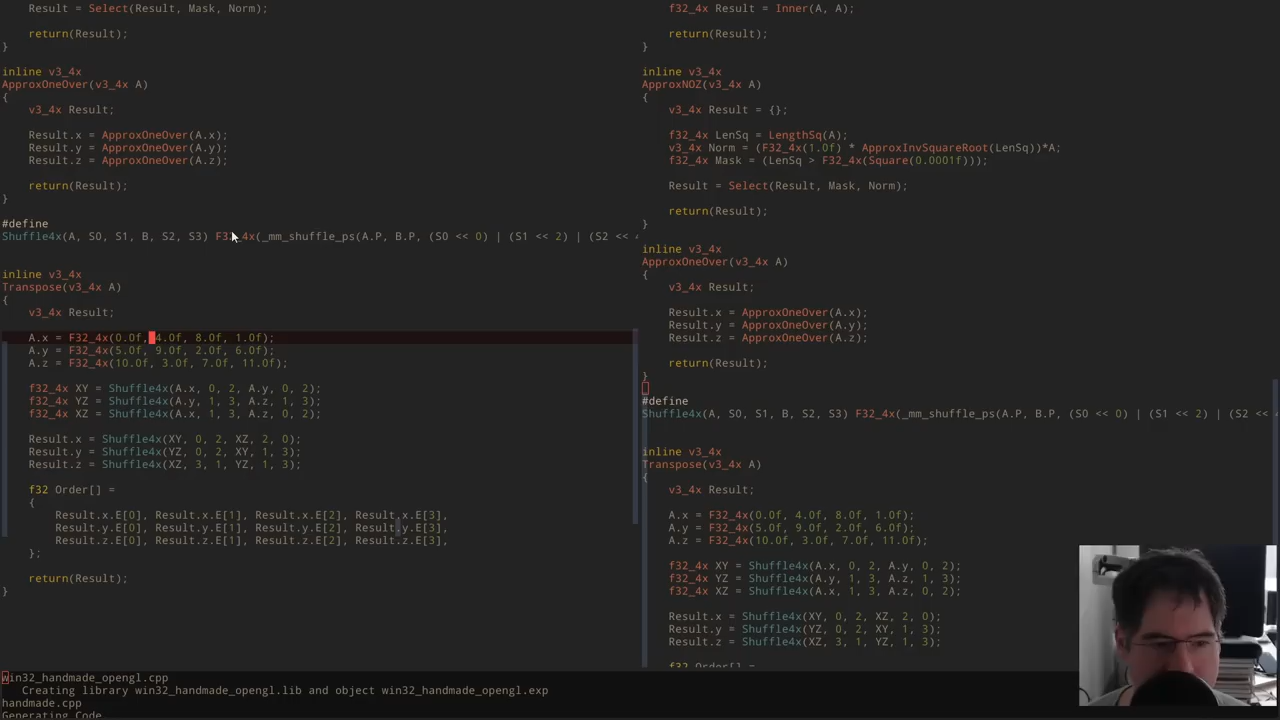 Result = Select(Result, Mask, Norm);
    return(Result);
}
inline v3_4x
ApproxOneOver(v3_4x A)
{
    v3_4x Result;
    Result.x = ApproxOneOver(A.x);
    Result.y = ApproxOneOver(A.y);
    Result.z = ApproxOneOver(A.z);
    return(Result);
}
#define
Shuffle4x(A, S0, S1, B, S2, S3) F32_4x(_mm_shuffle_ps(A.P, B.P, (S0 << 0) | (S1 << 2) | (S2 <<
inline v3_4x
Transpose(v3_4x A)
{
    v3_4x Result;
    A.x = F32_4x(0.0f, 4.0f, 8.0f, 1.0f);
    A.y = F32_4x(5.0f, 9.0f, 2.0f, 6.0f);
    A.z = F32_4x(10.0f, 3.0f, 7.0f, 11.0f);
    f32_4x XY = Shuffle4x(A.x, 0, 2, A.y, 0, 2);
    f32_4x YZ = Shuffle4x(A.y, 1, 3, A.z, 1, 3);
    f32_4x XZ = Shuffle4x(A.x, 1, 3, A.z, 0, 2);
    Result.x = Shuffle4x(XY, 0, 2, XZ, 2, 0);
    Result.y = Shuffle4x(YZ, 0, 2, XY, 1, 3);
    Result.z = Shuffle4x(XZ, 3, 1, YZ, 1, 3);
    f32 Order[] =
    {
        Result.x.E[0], Result.x.E[1], Result.x.E[2], Result.x.E[3],
        Result.y.E[0], Result.y.E[1], Result.y.E[2], Result.y.E[3],
        Result.z.E[0], Result.z.E[1], Result.z.E[2], Result.z.E[3],
    };
    return(Result);
}
    f32_4x Result = Inner(A, A);
    return(Result);
}
inline v3_4x
ApproxNOZ(v3_4x A)
{
    v3_4x Result = {};
    f32_4x LenSq = LengthSq(A);
    v3_4x Norm = (F32_4x(1.0f) * ApproxInvSquareRoot(LenSq))*A;
    f32_4x Mask = (LenSq > F32_4x(Square(0.0001f)));
    Result = Select(Result, Mask, Norm);
    return(Result);
}
inline v3_4x
ApproxOneOver(v3_4x A)
{
    v3_4x Result;
    Result.x = ApproxOneOver(A.x);
    Result.y = ApproxOneOver(A.y);
    Result.z = ApproxOneOver(A.z);
    return(Result);
}
#define
Shuffle4x(A, S0, S1, B, S2, S3) F32_4x(_mm_shuffle_ps(A.P, B.P, (S0 << 0) | (S1 << 2) | (S2 <<
inline v3_4x
Transpose(v3_4x A)
{
    v3_4x Result;
    A.x = F32_4x(0.0f, 4.0f, 8.0f, 1.0f);
    A.y = F32_4x(5.0f, 9.0f, 2.0f, 6.0f);
    A.z = F32_4x(10.0f, 3.0f, 7.0f, 11.0f);
    f32_4x XY = Shuffle4x(A.x, 0, 2, A.y, 0, 2);
    f32_4x YZ = Shuffle4x(A.y, 1, 3, A.z, 1, 3);
    f32_4x XZ = Shuffle4x(A.x, 1, 3, A.z, 0, 2);
    Result.x = Shuffle4x(XY, 0, 2, XZ, 2, 0);
    Result.y = Shuffle4x(YZ, 0, 2, XY, 1, 3);
    Result.z = Shuffle4x(XZ, 3, 1, YZ, 1, 3);
    f32 Order[] =
win32_handmade_opengl.cpp
   Creating library win32_handmade_opengl.lib and object win32_handmade_opengl.exp
handmade.cpp
Generating Code